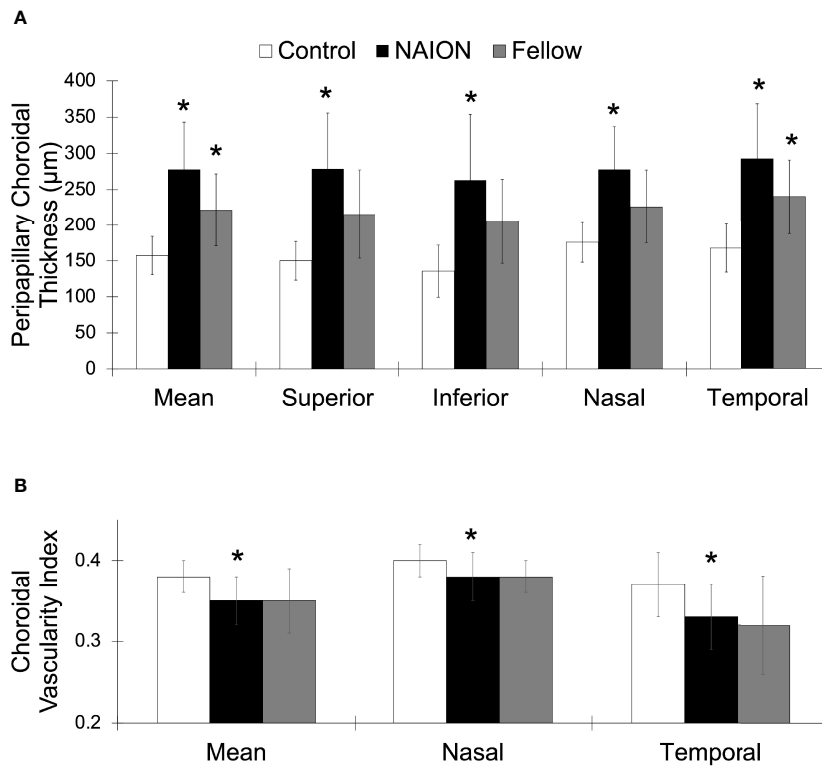 A
Control NAION Fellow
Peripapillary Choroidal
Thickness (µm)
400
350
300
250
200
150
100
50
0
* * * * * * *
Mean Superior Inferior Nasal Temporal
B
Choroidal
Vascularity Index
0.4
0.3
0.2
* * *
Mean Nasal Temporal